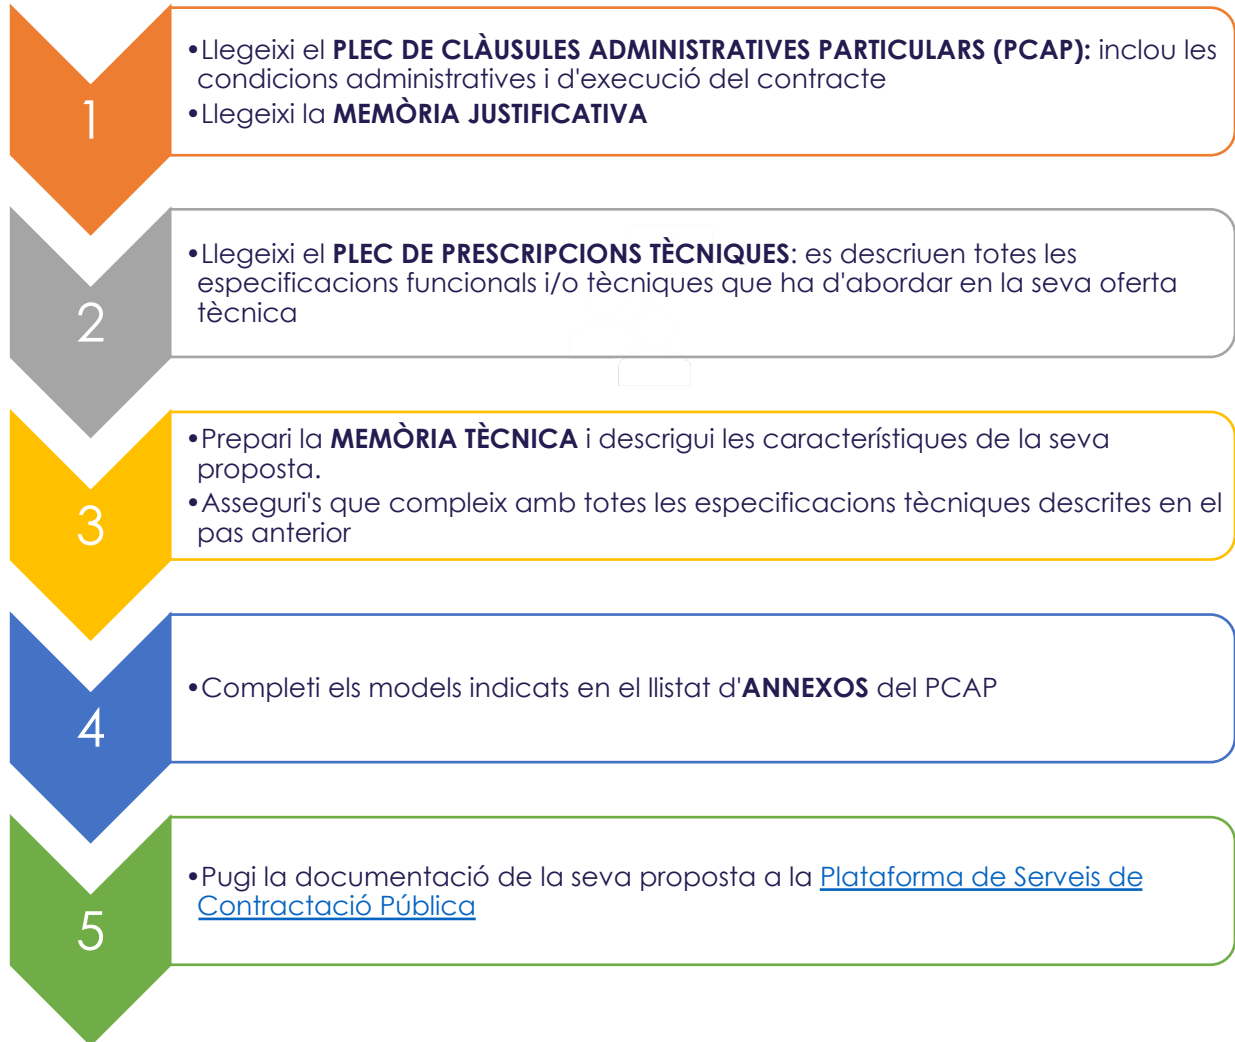 1
•Llegeixi el PLEC DE CLÀUSULES ADMINISTRATIVES PARTICULARS (PCAP): inclou les
condicions administratives i d'execució del contracte
•Llegeixi la MEMÒRIA JUSTIFICATIVA
2
•Llegeixi el PLEC DE PRESCRIPCIONS TÈCNIQUES: es descriuen totes les
especificacions funcionals i/o tècniques que ha d'abordar en la seva oferta
tècnica
3
•Prepari la MEMÒRIA TÈCNICA i descrigui les característiques de la seva
proposta.
•Asseguri's que compleix amb totes les especificacions tècniques descrites en el
pas anterior
4
•Completi els models indicats en el llistat d'ANNEXOS del PCAP
5
•Pugi la documentació de la seva proposta a la Plataforma de Serveis de
Contractació Pública